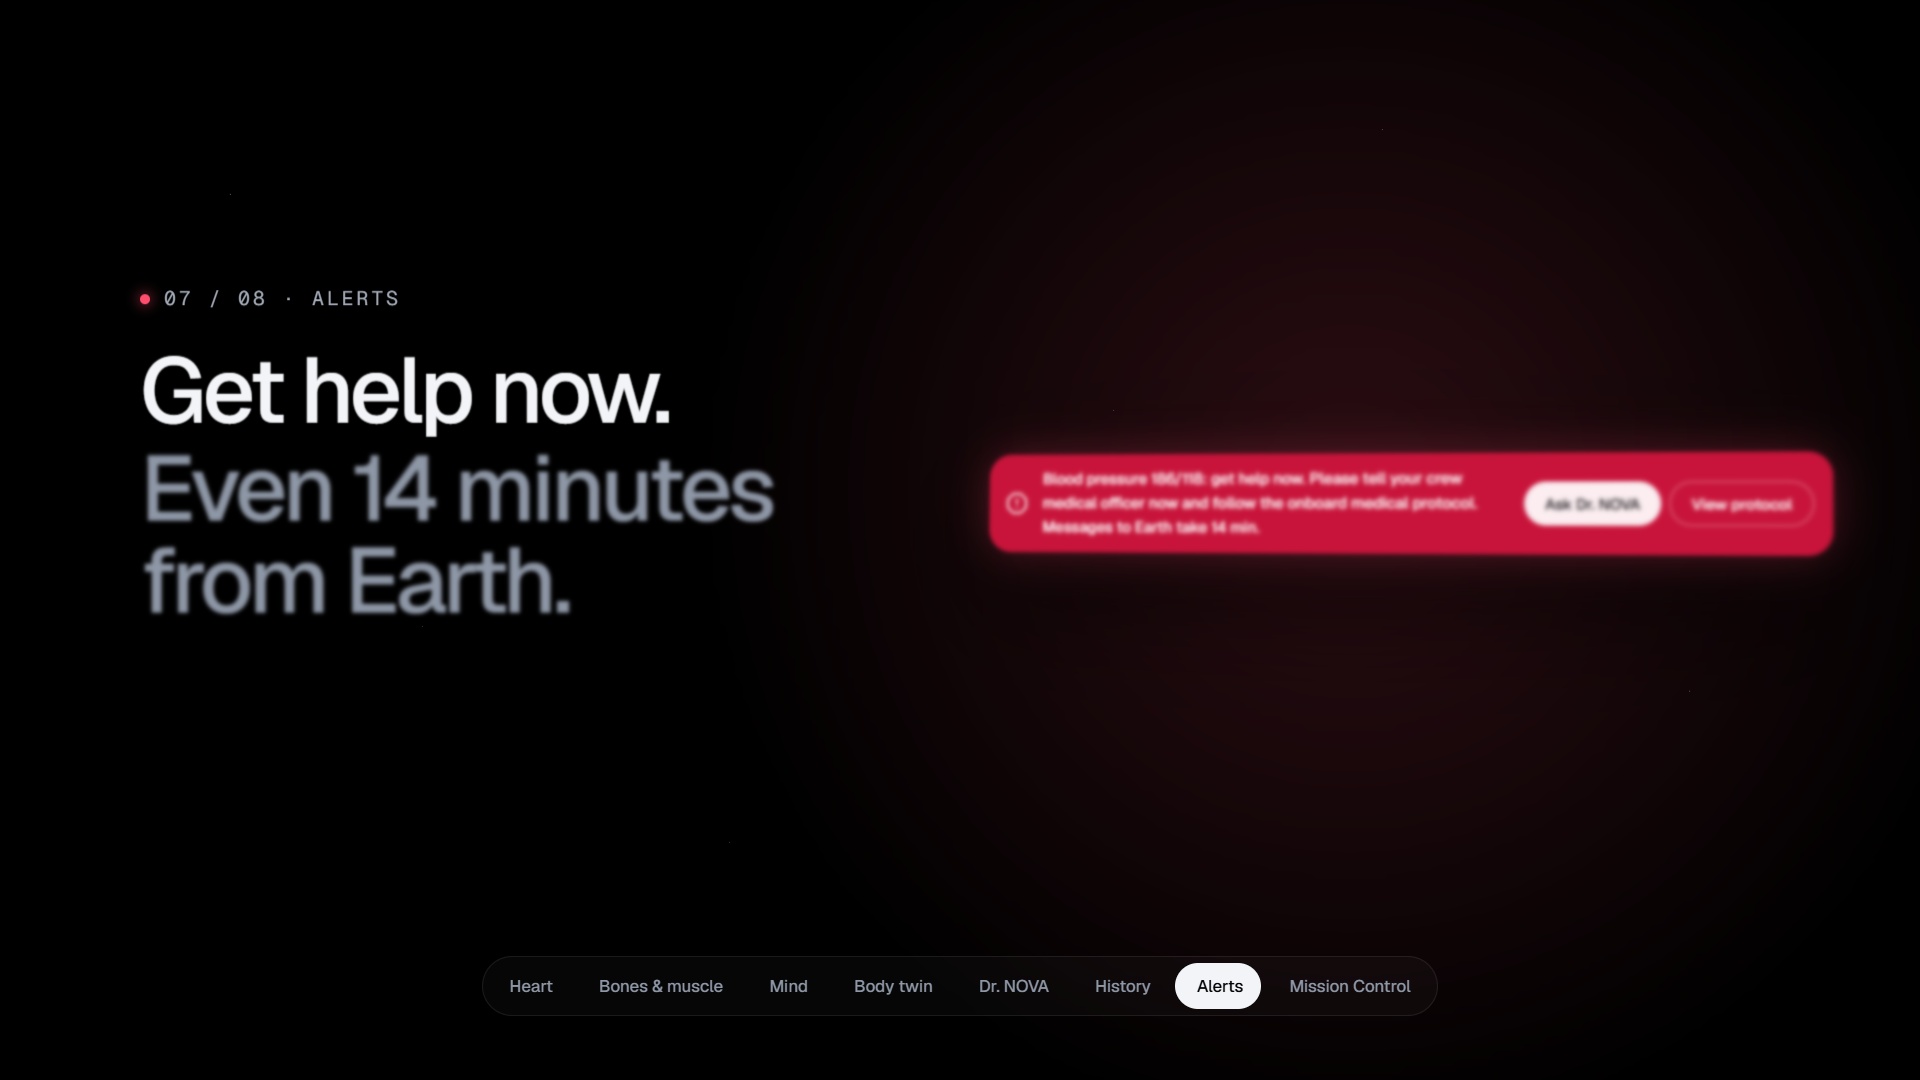 07 / 08 · ALERTS
Get help now.
Even 14 minutes
from Earth.
Blood pressure 186/118: get help now. Please tell your crew
medical officer now and follow the onboard medical protocol.
Messages to Earth take 14 min.
Ask Dr. NOVA
View protocol
Heart
Bones & muscle
Mind
Body twin
Dr. NOVA
History
Alerts
Mission Control